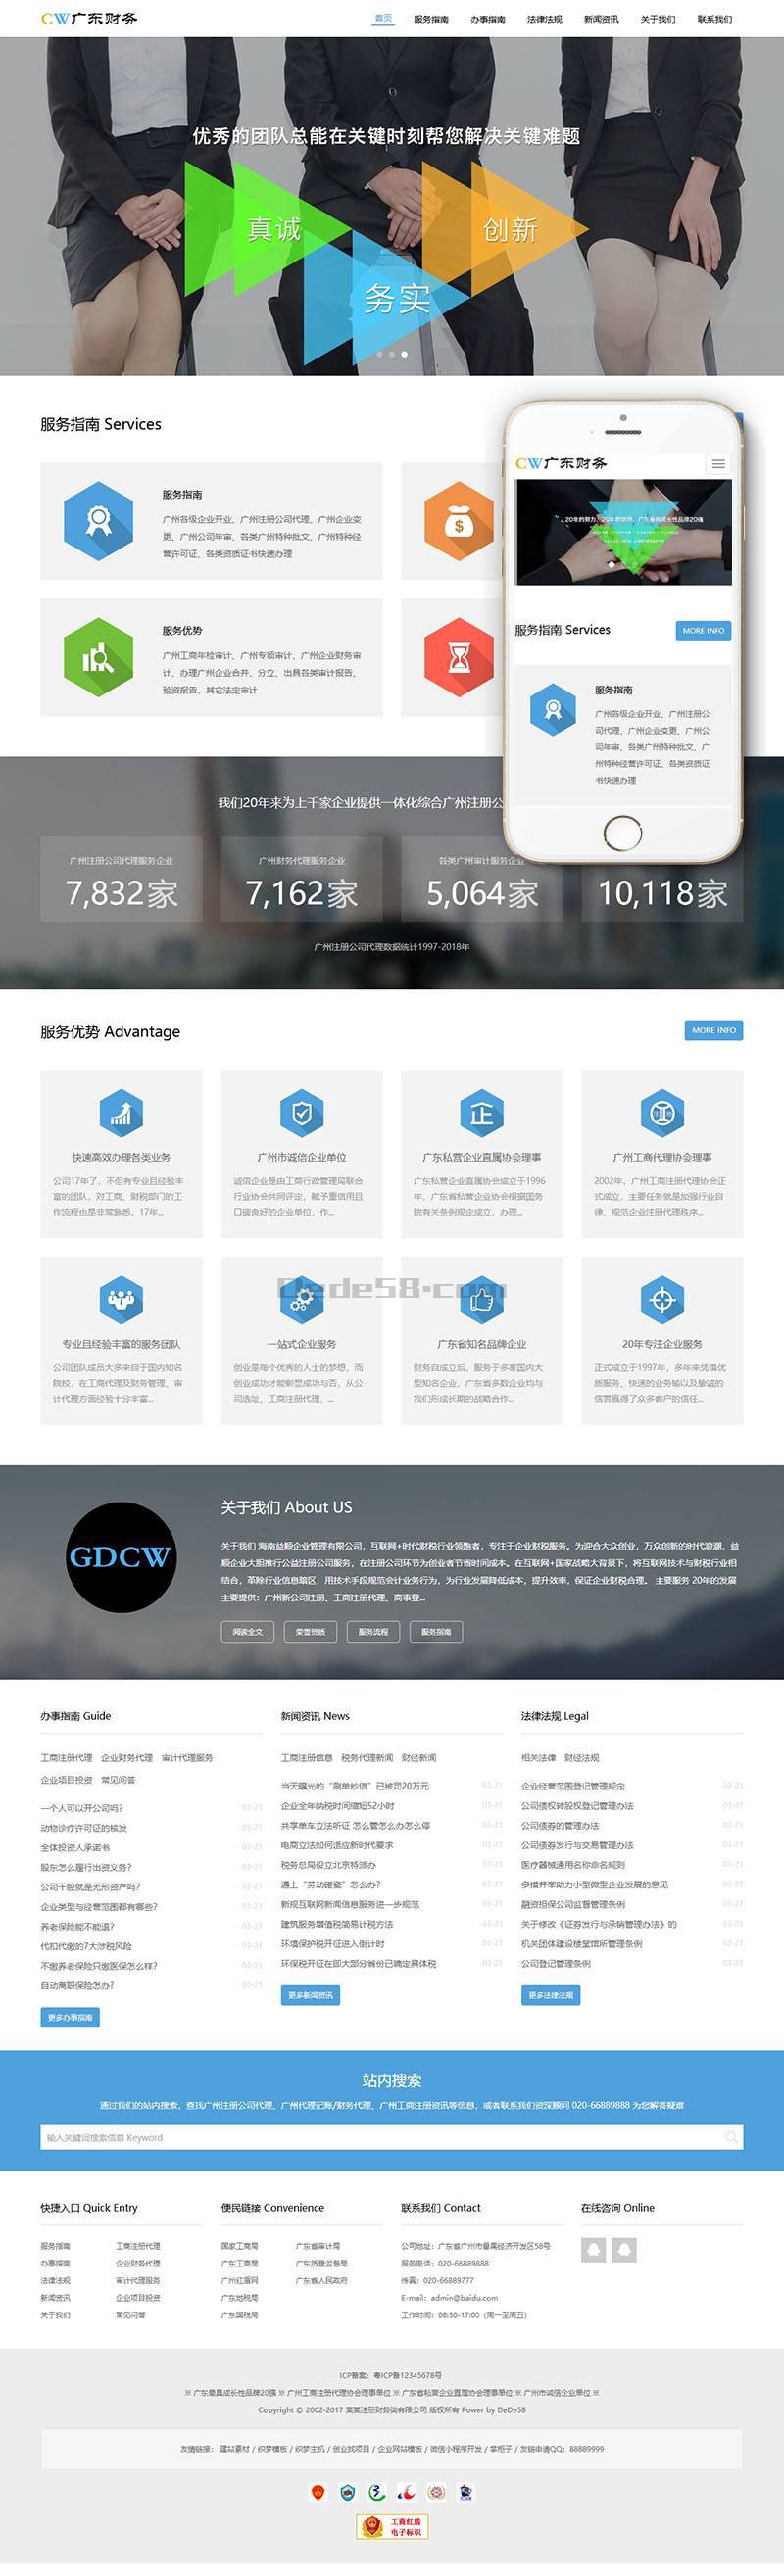 CW广东财务
首页 服务指南 办事指南 法律法规 新闻资讯 关于我们 联系我们
优秀的团队总能在关键时刻帮您解决关键难题
真诚
创新
务实
服务指南 Services
服务指南
广州各级企业开业、广州注册公司代理、广州企业变
更、广州公司年审、各类广州特种批文、广州特种经
营许可证、各类资质证书快速办理
服务优势
广州工商年检审计、广州专项审计、广州企业财务审
计、办理广州企业合并、分立、出具各类审计报告、
验资报告、其它法定审计
CW广东财务
服务指南 Services
MORE INFO
服务指南
广州各级企业开业、广州注册公
司代理、广州企业变更、广州公
司年审、各类广州特种批文、广
州特种经营许可证、各类资质证
书快速办理
我们20年来为上千家企业提供一体化综合广州注册公
广州注册公司代理服务企业
7,832家
广州财务代理服务企业
7,162家
各类广州审计服务企业
5,064家
10,118家
广州注册公司代理数据统计1997-2018年
服务优势 Advantage
MORE INFO
快速高效办理各类业务
公司17年了，不但有专业且经验丰
富的团队，对工商、财税部门的工
作流程也是非常熟悉，17年...
广州市诚信企业单位
诚信企业是由工商行政管理局联合
行业协会共同评定，赋予重信用且
口碑良好的企业单位，作...
广东私营企业直属协会理事
广东私营企业直属协会成立于1996
年，广东省私营企业协会根据国务
院有关条例规定成立，办理...
广州工商代理协会理事
2002年，广州工商注册代理协会正
式成立，主要任务就是加强行业自
律、规范企业注册代理秩序...
Dede58.com
专业且经验丰富的服务团队
公司团队成员大多来自于国内知名
院校，在工商代理及财务管理、审
计代理方面经验十分丰富...
一站式企业服务
创业是每个优秀的人士的梦想，而
创业成功才能彰显成功与否，从公
司选址、工商注册代理、...
广东省知名品牌企业
财务自成立后，服务于多家国内大
型知名企业，广东省多数企业均与
我们形成长期的战略合作...
20年专注企业服务
正式成立于1997年，多年来凭借优
质服务、快速的业务输以及挚诚的
信誉赢得了众多客户的信任...
GDCW
关于我们 About US
关于我们 海南益顺企业管理有限公司，互联网+时代财税行业领跑者，专注于企业财税服务。为迎合大众创业，万众创新的时代浪潮，益
顺企业大胆推行公益注册公司服务，在注册公司环节为创业者节省时间成本。在互联网+国家战略大背景下，将互联网技术与财税行业相
结合，革除行业信息暗区，用技术手段规范会计业务行为，为行业发展降低成本，提升效率，保证企业财税合理。 主要服务 20年的发展
主要提供：广州新公司注册、工商注册代理、商事登...
阅读全文 荣誉资质 服务流程 服务指南
办事指南 Guide
工商注册代理 企业财务代理 审计代理服务
企业项目投资 常见问答
一个人可以开公司吗? 03-21
动物诊疗许可证的核发 03-21
全体投资人承诺书 03-21
股东怎么履行出资义务? 03-21
公司干股就是无形资产吗? 03-21
企业类型与经营范围都有哪些? 03-21
养老保险能不能退? 03-21
代扣代缴的7大涉税风险 03-21
不缴养老保险只缴医保怎么样? 03-21
自动离职保险怎办? 03-21
更多办事指南
新闻资讯 News
工商注册信息 税务代理新闻 财经新闻
当天曝光的“刷单炒信”已被罚20万元 03-21
企业全年纳税时间缩短52小时 03-21
共享单车立法听证 怎么管怎么办怎么停 03-21
电商立法如何适应新时代要求 03-21
税务总局设立北京特派办 03-21
遇上“劳动碰瓷”怎么办? 03-21
新规互联网新闻信息服务进一步规范 03-21
建筑服务增值税简易计税方法 03-21
环境保护税开征进入倒计时 03-21
环保税开征在即大部分省份已确定具体税 03-21
更多新闻资讯
法律法规 Legal
相关法律 财经法规
企业经营范围登记管理规定 03-21
公司债权转股权登记管理办法 03-21
公司债券的管理办法 03-21
公司债券发行与交易管理办法 03-21
医疗器械通用名称命名规则 03-21
多措并举助力小型微型企业发展的意见 03-21
融资担保公司监督管理条例 03-21
关于修改《证券发行与承销管理办法》的 03-21
机关团体建设楼堂馆所管理条例 03-21
公司登记管理条例 03-21
更多法律法规
站内搜索
通过我们的站内搜索，查找广州注册公司代理、广州代理记账/财务代理、广州工商注册资讯等信息，或者联系我们资深顾问 020-66889888 为您解答疑难
输入关键词搜索信息 Keyword
快捷入口 Quick Entry
服务指南 工商注册代理
办事指南 企业财务代理
法律法规 审计代理服务
新闻资讯 企业项目投资
关于我们 常见问答
便民链接 Convenience
国家工商局 广东省审计局
广东工商局 广东质量监督局
广州红盾网 广东省人民政府
广东地税局
广东国税局
联系我们 Contact
公司地址：广东省广州市番禺经济开发区58号
服务电话：020-66889888
传真：020-66889777
E-mail：admin@baidu.com
工作时间：08:30-17:00（周一至周五）
在线咨询 Online
ICP备案：粤ICP备12345678号
※ 广东最具成长性品牌20强 ※ 广州工商注册代理协会理事单位 ※ 广东省私营企业直属协会理事单位 ※ 广州市诚信企业单位 ※
Copyright © 2002-2017 某某注册财务类有限公司 版权所有 Power by DeDe58
友情链接： 建站素材 / 织梦模板 / 织梦主机 / 创业找项目 / 企业网站模板 / 微信小程序开发 / 掌柜子 / 友链申请QQ：88889999
工商红盾
电子标识